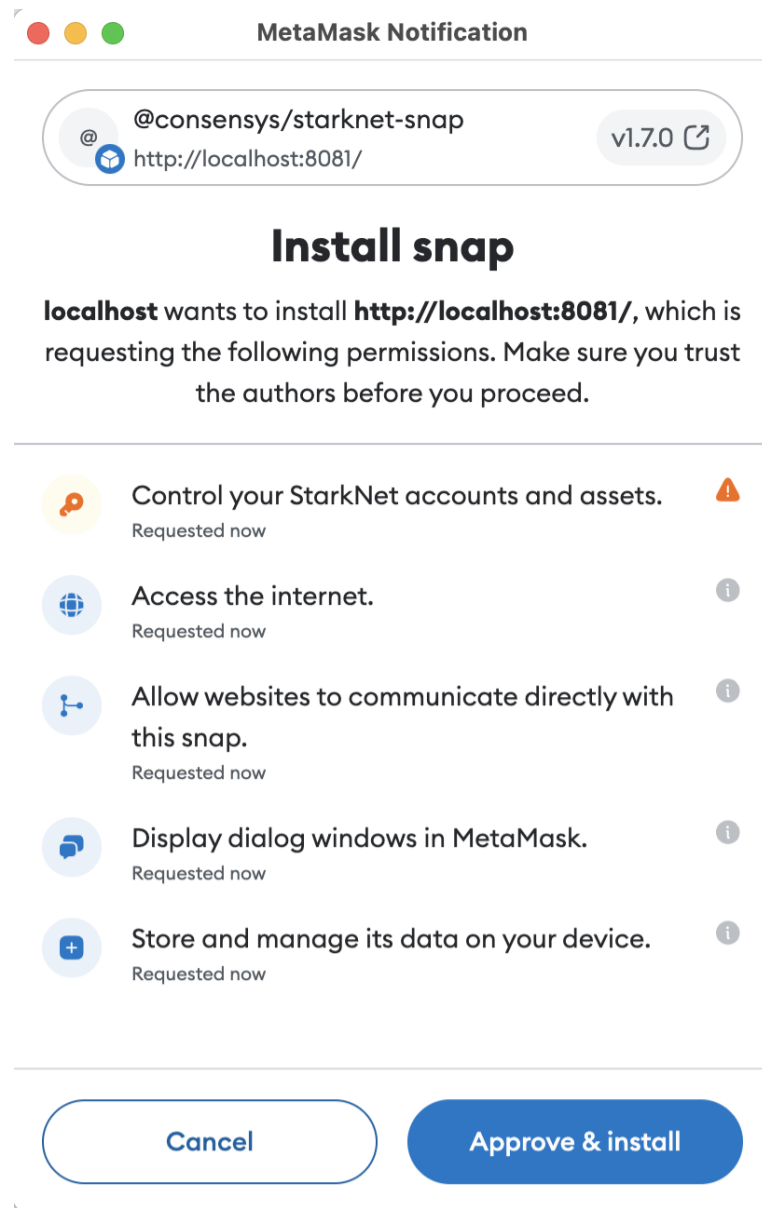 MetaMask Notification
@
@consensys/starknet-snap
http://localhost:8081/
v1.7.0
Install snap
localhost wants to install http://localhost:8081/, which is
requesting the following permissions. Make sure you trust
the authors before you proceed.
Control your StarkNet accounts and assets.
Requested now
Access the internet.
Requested now
Allow websites to communicate directly with
this snap.
Requested now
Display dialog windows in MetaMask.
Requested now
Store and manage its data on your device.
Requested now
Cancel
Approve & install